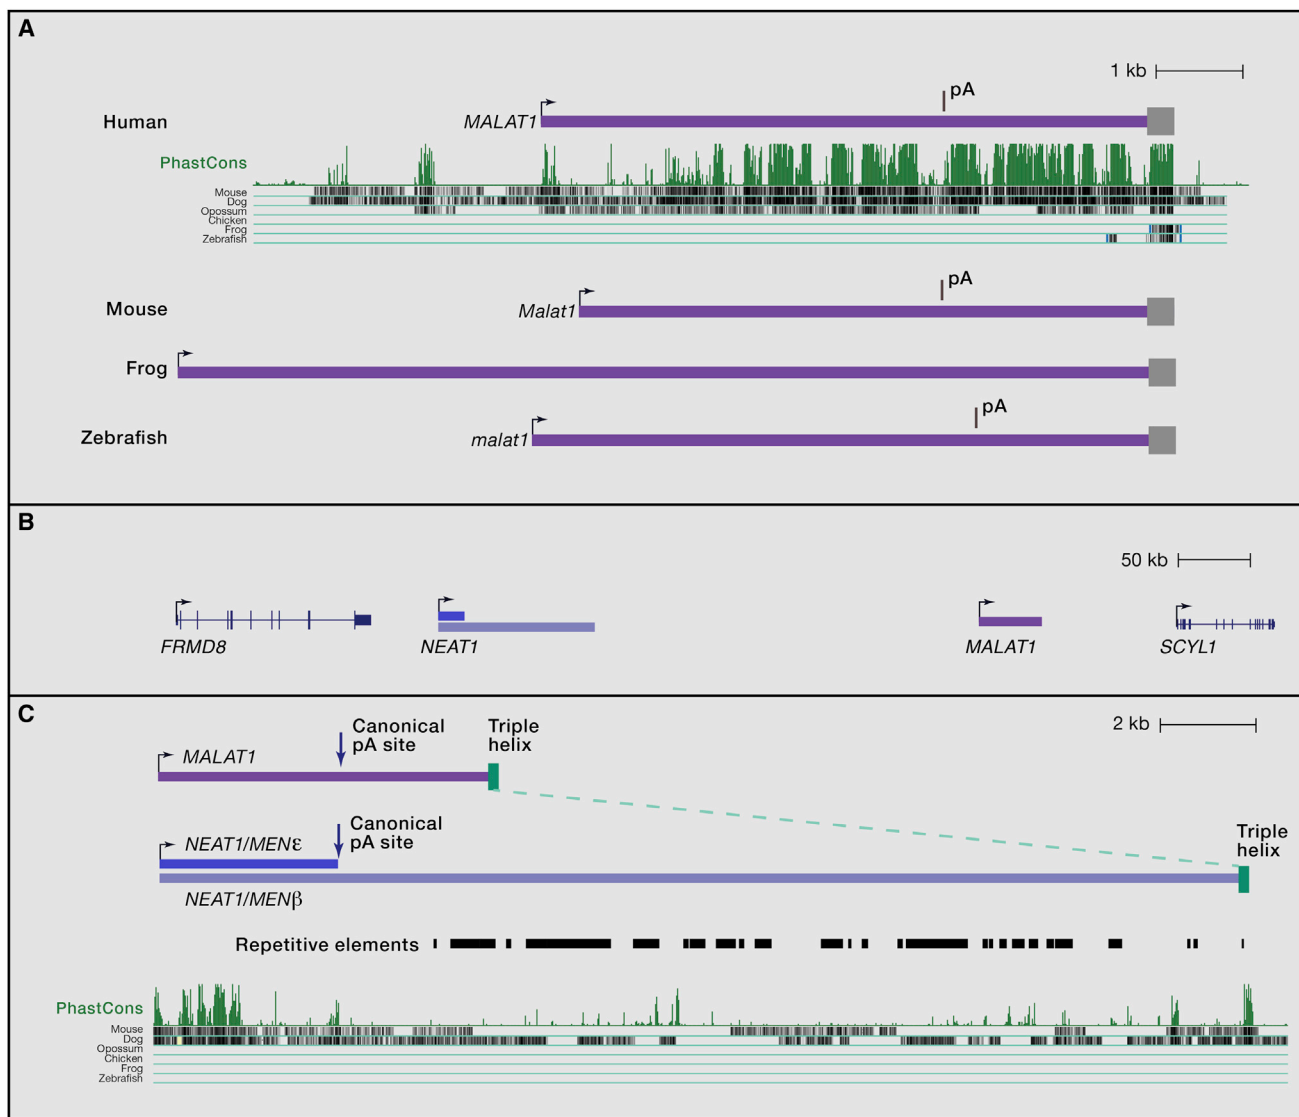 A
1 kb
pA
MALAT1
Human
PhastCons
Mouse
Dog
Opossum
Chicken
Frog
Zebrafish
pA
Malat1
Mouse
Frog
pA
malat1
Zebrafish
B
50 kb
FRMD8
NEAT1
MALAT1
SCYL1
C
2 kb
Canonical
pA site
Triple
helix
MALAT1
Canonical
pA site
Triple
helix
NEAT1/MENε
NEAT1/MENβ
Repetitive elements
PhastCons
Mouse
Dog
Opossum
Chicken
Frog
Zebrafish